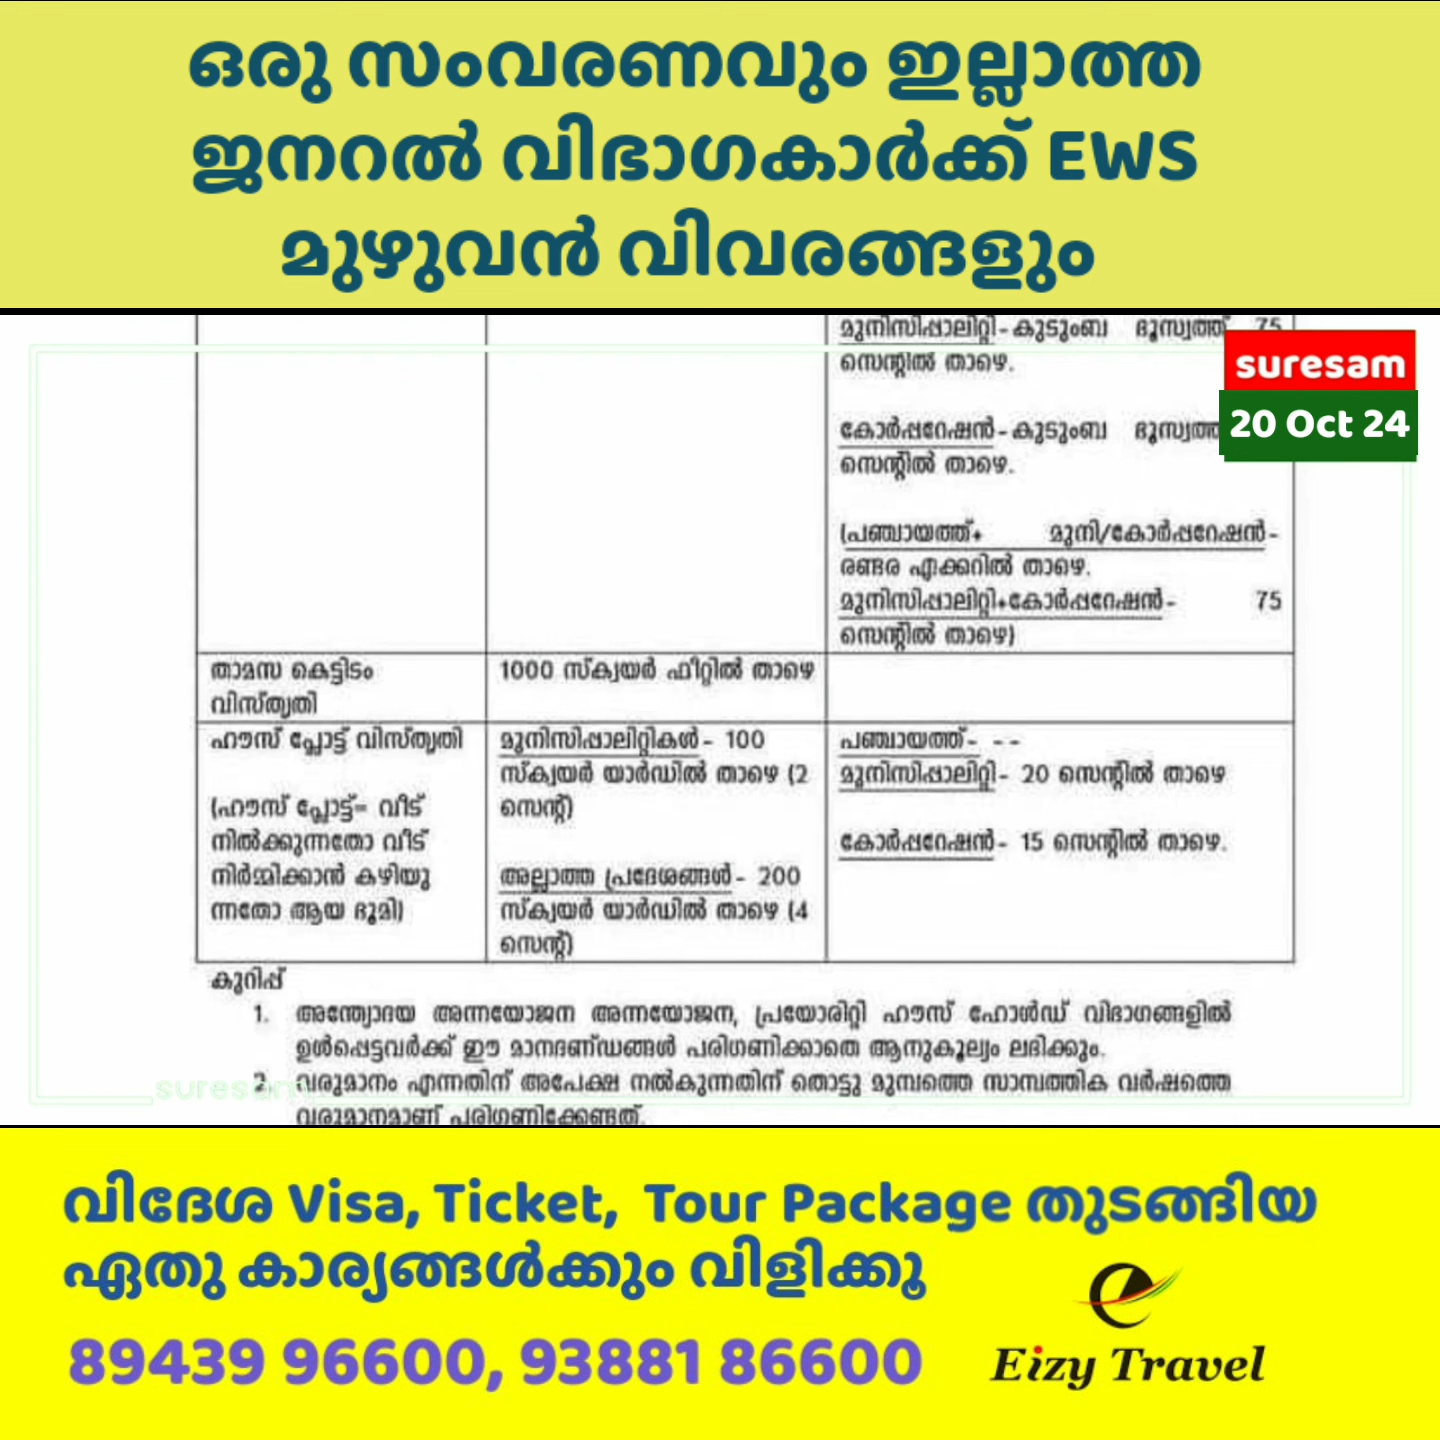 ഒരു സംവരണവും ഇല്ലാത്ത
ജനറൽ വിഭാഗകാർക്ക് EWS
മുഴുവൻ വിവരങ്ങളും
മുനിസിപ്പാലിറ്റി-കുടുംബ ഭൂസ്വത്ത് 75
സെന്റിൽ താഴെ.
suresam
20 Oct 24
കോർപ്പറേഷൻ-കുടുംബ
സെന്റിൽ താഴെ.
(പഞ്ചായത്ത്+ മുനി/കോർപ്പറേഷൻ-
രണ്ടര എക്കറിൽ താഴെ.
മുനിസിപ്പാലിറ്റി+കോർപ്പറേഷൻ- 75
സെന്റിൽ താഴെ)
താമസ കെട്ടിടം
വിസ്തൃതി
1000 സ്ക്വയർ ഫീറ്റിൽ താഴെ
ഹൗസ് പ്ലോട്ട് വിസ്തൃതി
(ഹൗസ് പ്ലോട്ട്= വീട്
നിൽക്കുന്നതോ വീട്
നിർമ്മിക്കാൻ കഴിയു
ന്നതോ ആയ ഭൂമി)
മുനിസിപ്പാലിറ്റികൾ- 100
സ്ക്വയർ യാർഡിൽ താഴെ (2
സെന്റ്)
അല്ലാത്ത പ്രദേശങ്ങൾ- 200
സ്ക്വയർ യാർഡിൽ താഴെ (4
സെന്റ്)
പഞ്ചായത്ത്- --
മുനിസിപ്പാലിറ്റി- 20 സെന്റിൽ താഴെ
കോർപ്പറേഷൻ- 15 സെന്റിൽ താഴെ.
കുറിപ്പ്
1. അന്ത്യോദയ അന്നയോജന അന്നയോജന, പ്രയോരിറ്റി ഹൗസ് ഹോൾഡ് വിഭാഗങ്ങളിൽ
ഉൾപ്പെട്ടവർക്ക് ഈ മാനദണ്ഡങ്ങൾ പരിഗണിക്കാതെ ആനുകൂല്യം ലഭിക്കും.
2. വരുമാനം എന്നതിന് അപേക്ഷ നൽകുന്നതിന് തൊട്ടു മുമ്പത്തെ സാമ്പത്തിക വർഷത്തെ
വരുമാനമാണ് പരിഗണിക്കേണ്ടത്.
suresam
വിദേശ Visa, Ticket, Tour Package തുടങ്ങിയ
ഏതു കാര്യങ്ങൾക്കും വിളിക്കൂ
89439 96600, 93881 86600
Eizy Travel